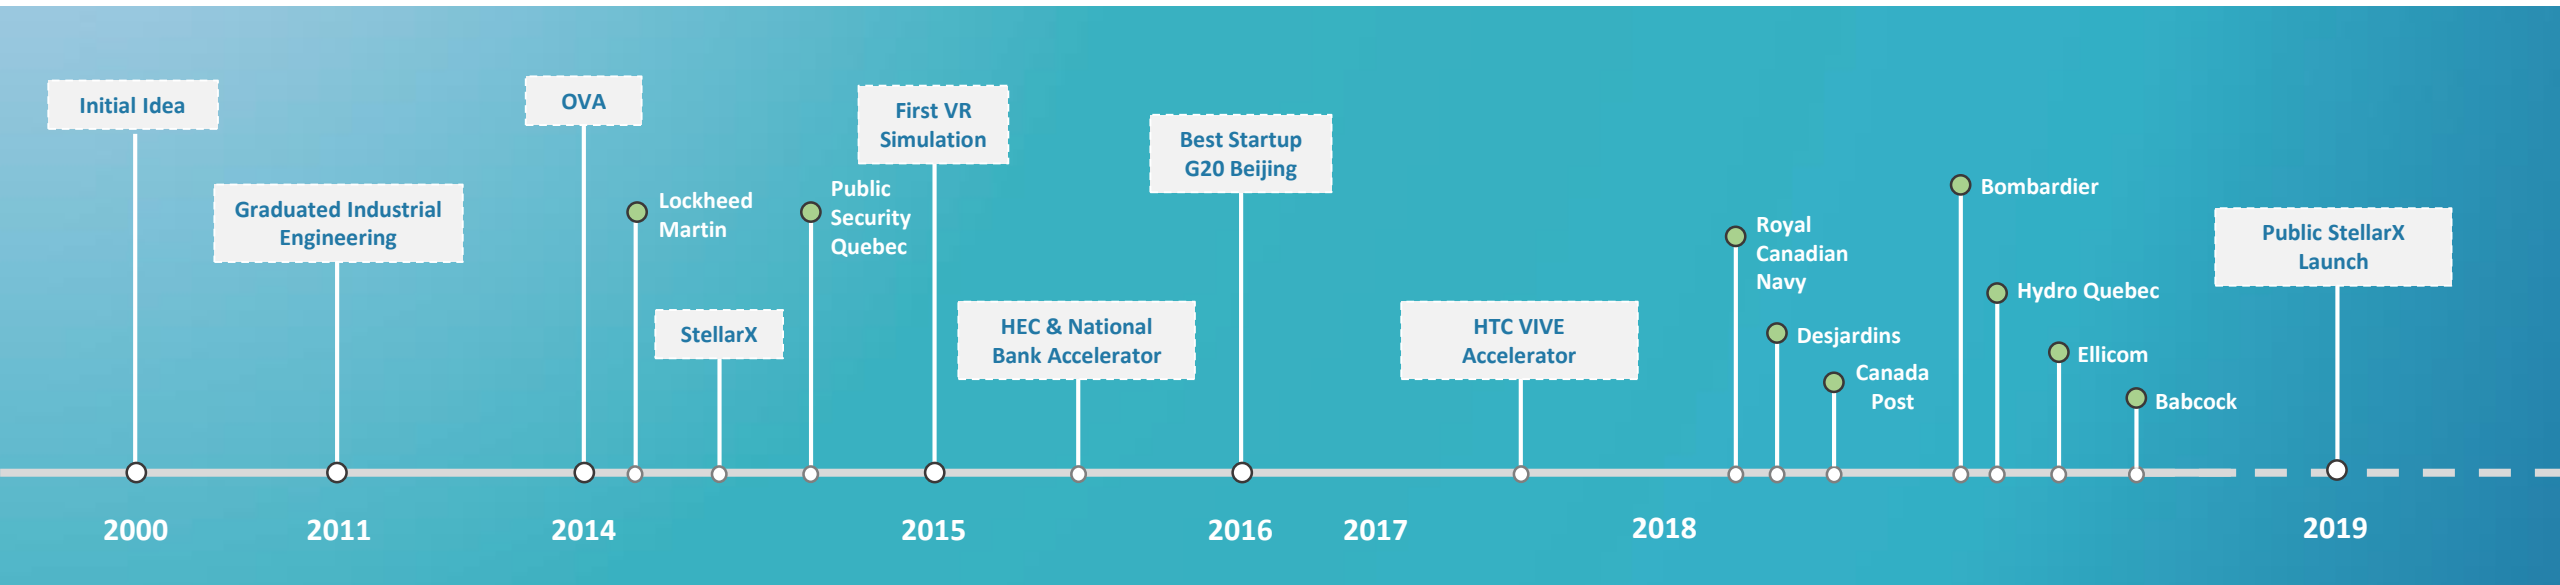 Initial Idea
Graduated Industrial
Engineering
OVA
Lockheed
Martin
StellarX
Public
Security
Quebec
First VR
Simulation
HEC & National
Bank Accelerator
Best Startup
G20 Beijing
HTC VIVE
Accelerator
Royal
Canadian
Navy
Desjardins
Canada
Post
Bombardier
Hydro Quebec
Ellicom
Babcock
Public StellarX
Launch
2000
2011
2014
2015
2016
2017
2018
2019